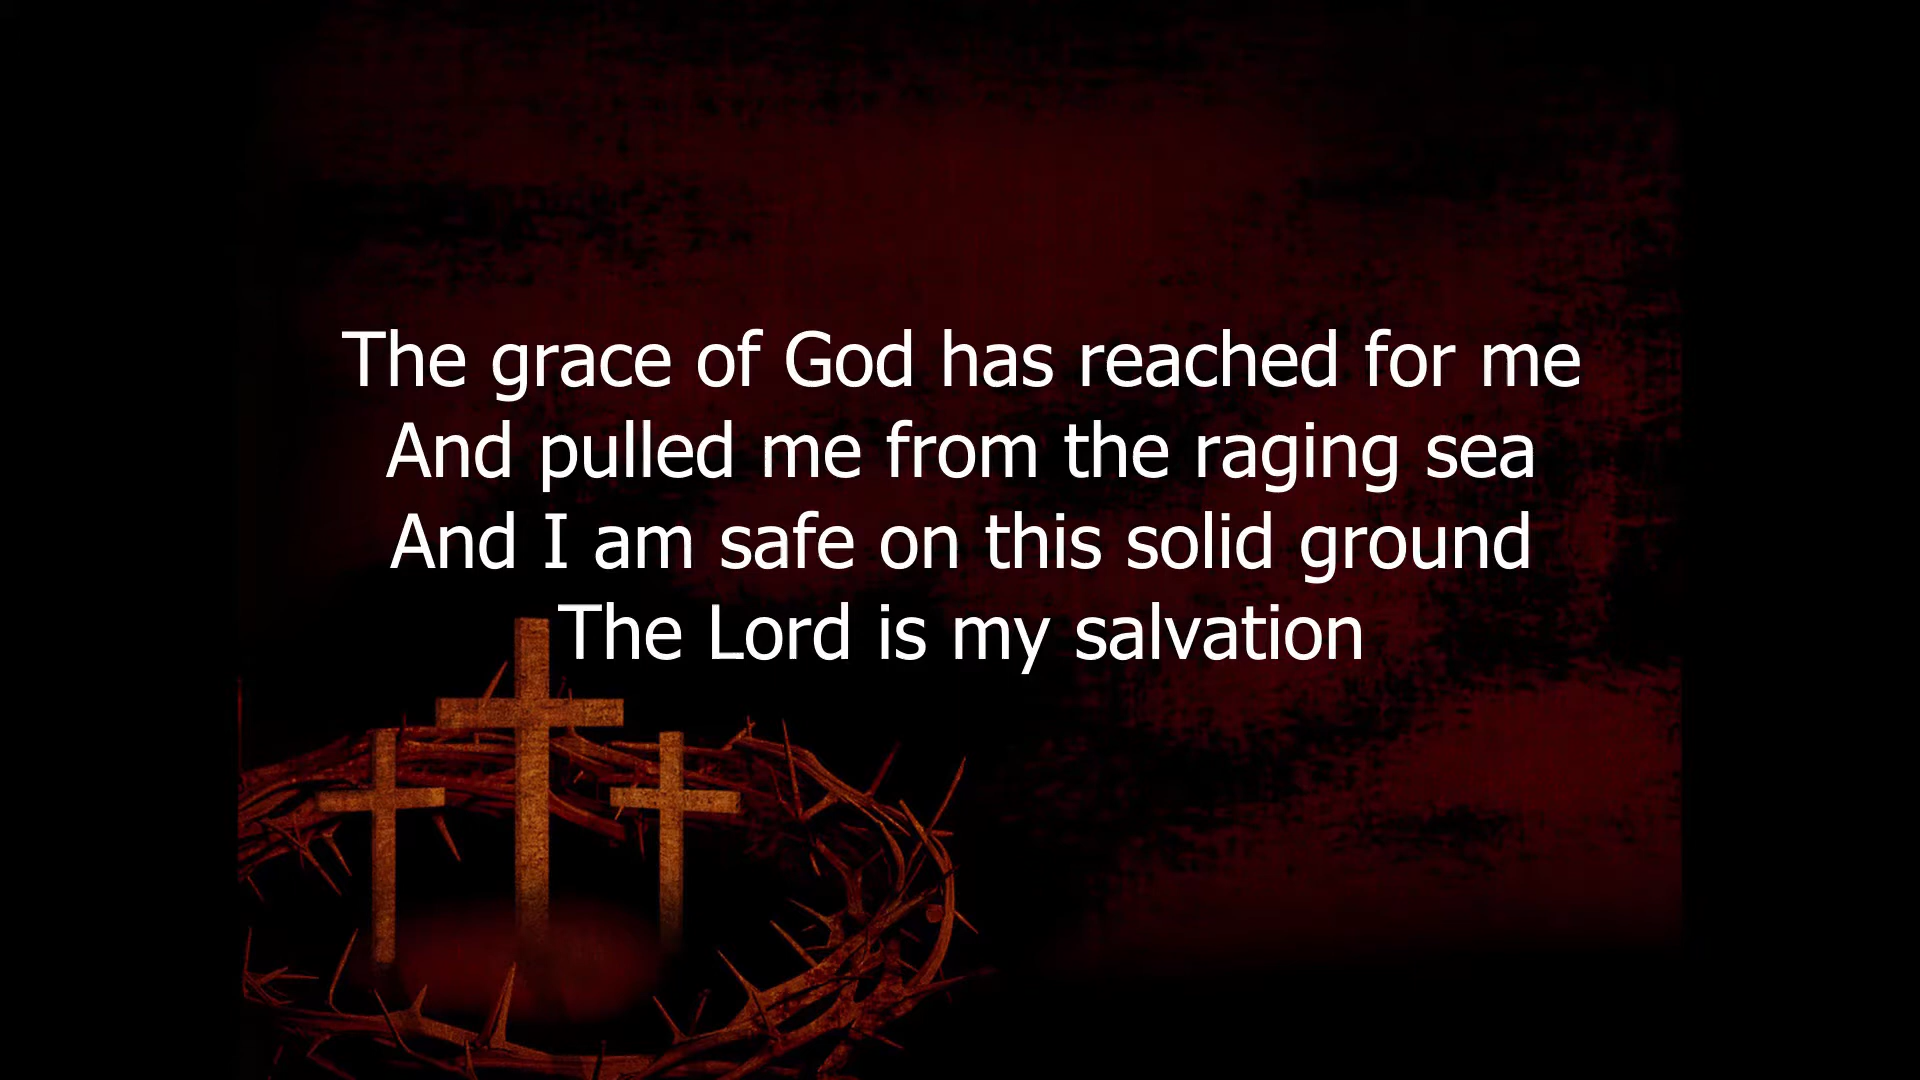 The grace of God has reached for me
And pulled me from the raging sea
And I am safe on this solid ground
The Lord is my salvation